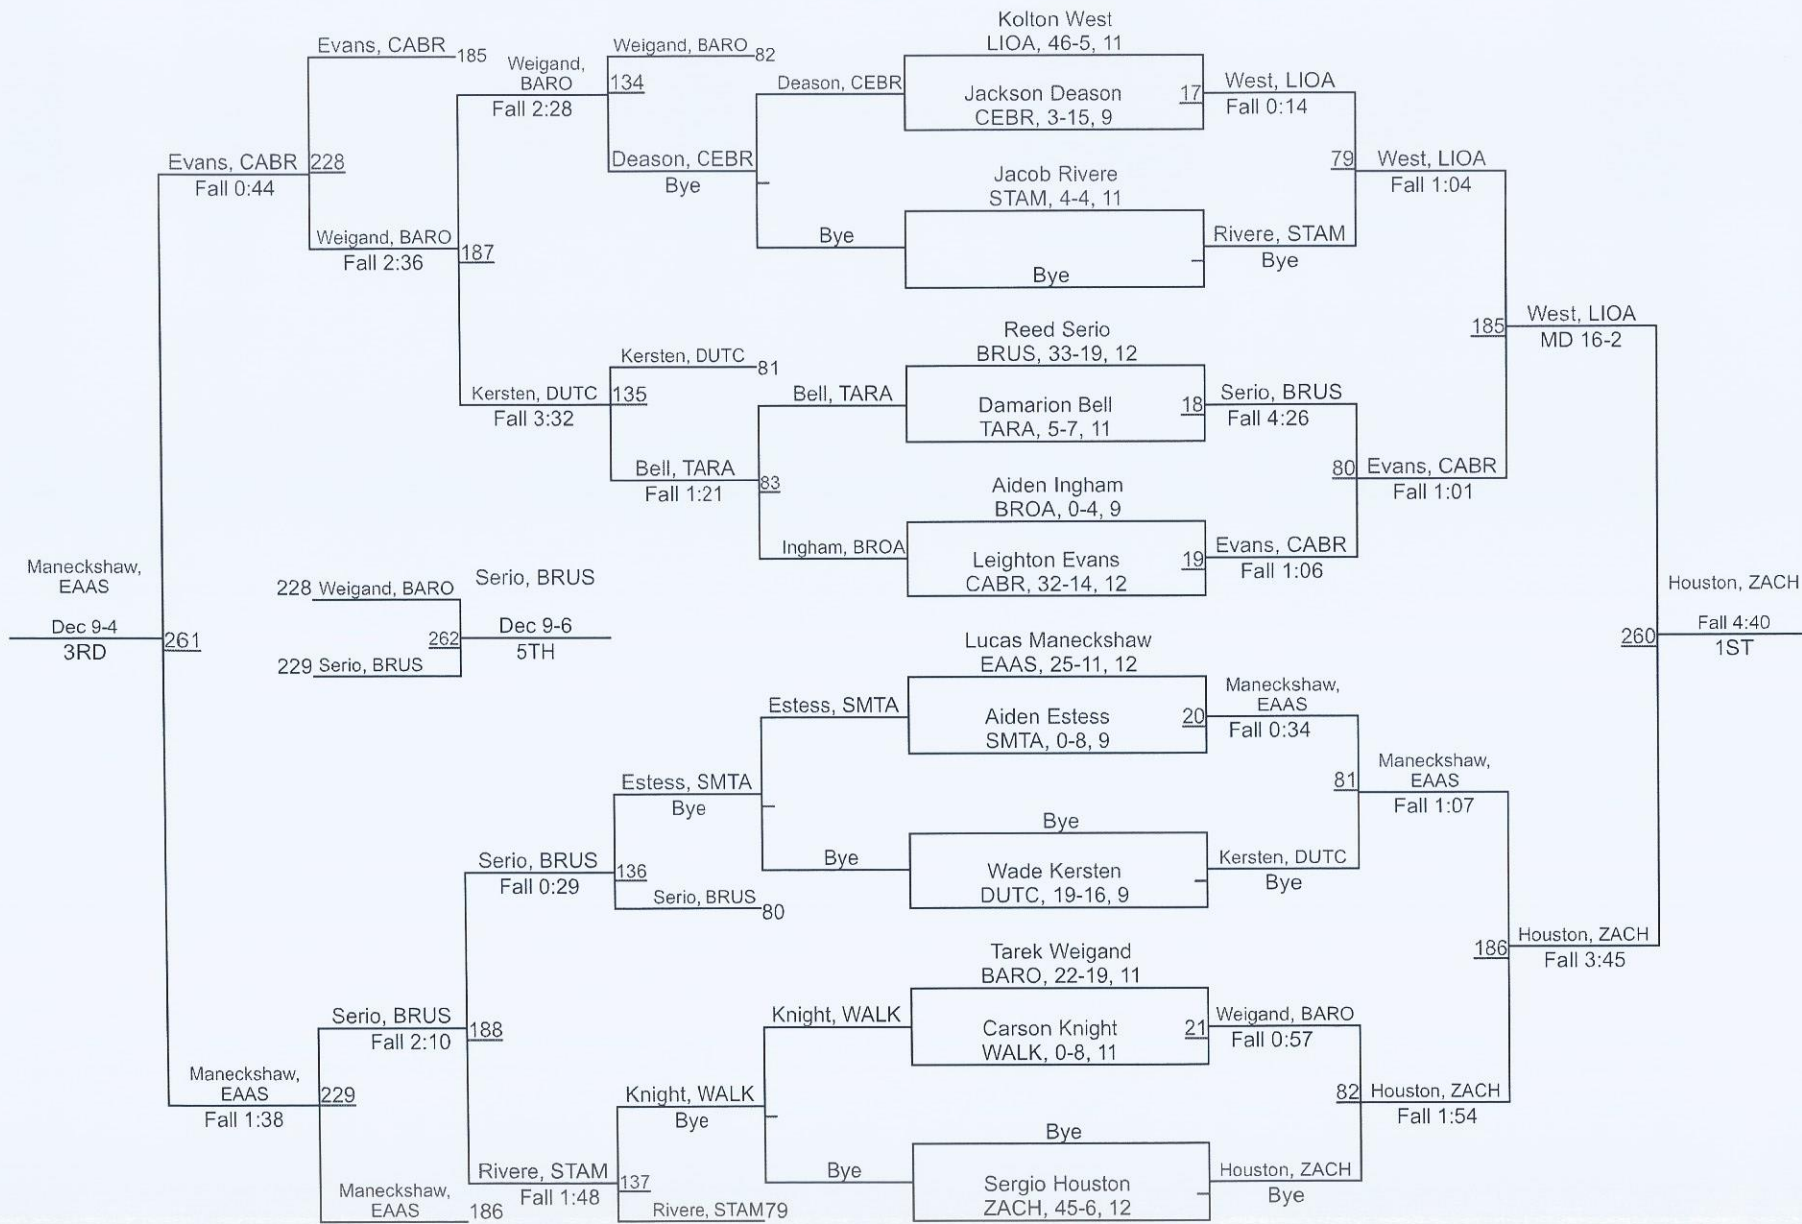 Kolton West
LIOA, 46-5, 11
Jackson Deason
CEBR, 3-15, 9
17
Jacob Rivere
STAM, 4-4, 11
Bye
Reed Serio
BRUS, 33-19, 12
Damarion Bell
TARA, 5-7, 11
18
Aiden Ingham
BROA, 0-4, 9
Leighton Evans
CABR, 32-14, 12
19
Lucas Maneckshaw
EAAS, 25-11, 12
Aiden Estess
SMTA, 0-8, 9
20
Bye
Wade Kersten
DUTC, 19-16, 9
Tarek Weigand
BARO, 22-19, 11
Carson Knight
WALK, 0-8, 11
21
Bye
Sergio Houston
ZACH, 45-6, 12
West, LIOA
Fall 0:14
Rivere, STAM
Bye
Serio, BRUS
Fall 4:26
Evans, CABR
Fall 1:06
Maneckshaw,
EAAS
Fall 0:34
Kersten, DUTC
Bye
Weigand, BARO
Fall 0:57
Houston, ZACH
Bye
79
West, LIOA
Fall 1:04
80
Evans, CABR
Fall 1:01
81
Maneckshaw,
EAAS
Fall 1:07
82
Houston, ZACH
Fall 1:54
185
West, LIOA
MD 16-2
186
Houston, ZACH
Fall 3:45
260
Houston, ZACH
Fall 4:40
1ST
Deason, CEBR
Bye
Bell, TARA
Ingham, BROA
Estess, SMTA
Bye
Knight, WALK
Bye
Weigand, BARO
82
Deason, CEBR
Bye
Kersten, DUTC
81
Bell, TARA
Fall 1:21
83
Estess, SMTA
Bye
Serio, BRUS
80
Knight, WALK
Bye
Rivere, STAM
79
Weigand,
BARO
Fall 2:28
134
Kersten, DUTC
Fall 3:32
135
Serio, BRUS
Fall 0:29
136
Rivere, STAM
Fall 1:48
137
Evans, CABR
185
Weigand, BARO
Fall 2:36
187
Serio, BRUS
Fall 2:10
188
Maneckshaw,
EAAS
186
Evans, CABR
Fall 0:44
228
Maneckshaw,
EAAS
Fall 1:38
229
Maneckshaw,
EAAS
Dec 9-4
3RD
261
228 Weigand, BARO
229 Serio, BRUS
262
Serio, BRUS
Dec 9-6
5TH